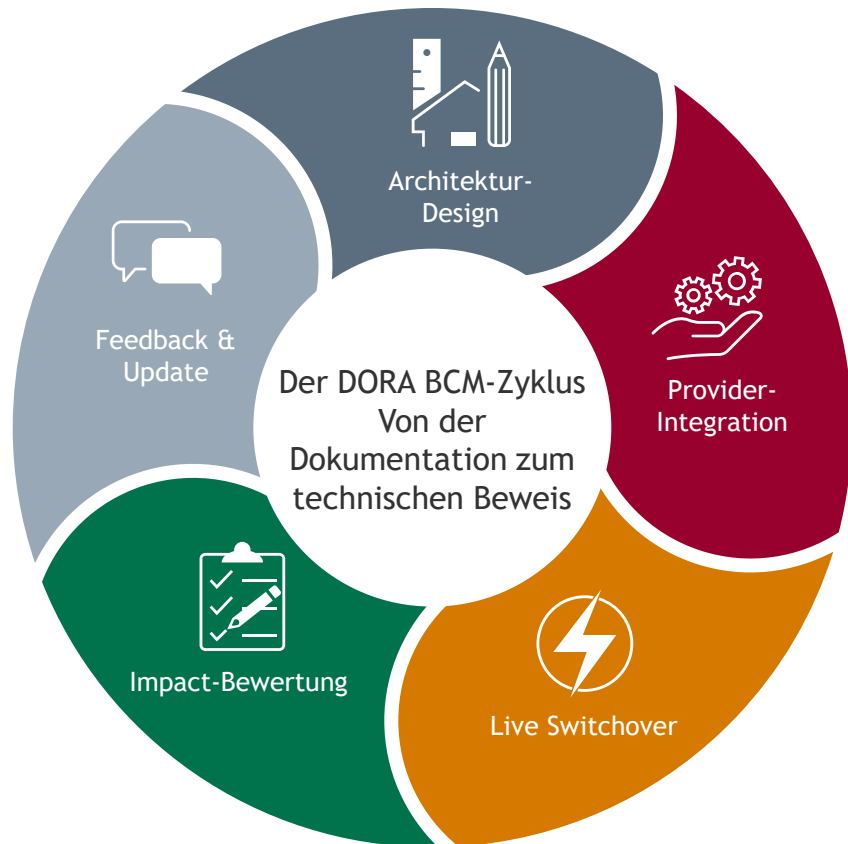 Architektur-
Design
Provider-
Integration
Live Switchover
Impact-Bewertung
Feedback &
Update
Der DORA BCM-Zyklus
Von der
Dokumentation zum
technischen Beweis